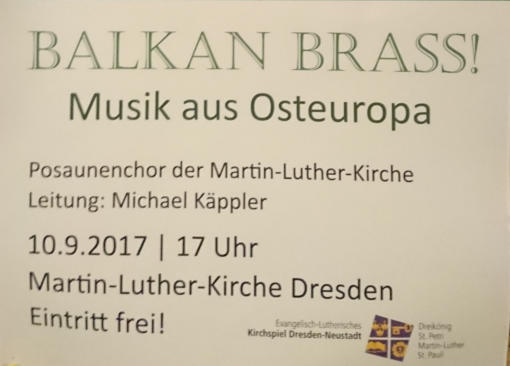 BALKAN BRASS!
Musik aus Osteuropa
Posaunenchor der Martin-Luther-Kirche
Leitung: Michael Käppler
10.9.2017 | 17 Uhr
Martin-Luther-Kirche Dresden
Eintritt frei!
Evangelisch-Lutherisches
Kirchspiel Dresden-Neustadt
Dreikönig
St. Petri
Martin-Luther
St. Pauli